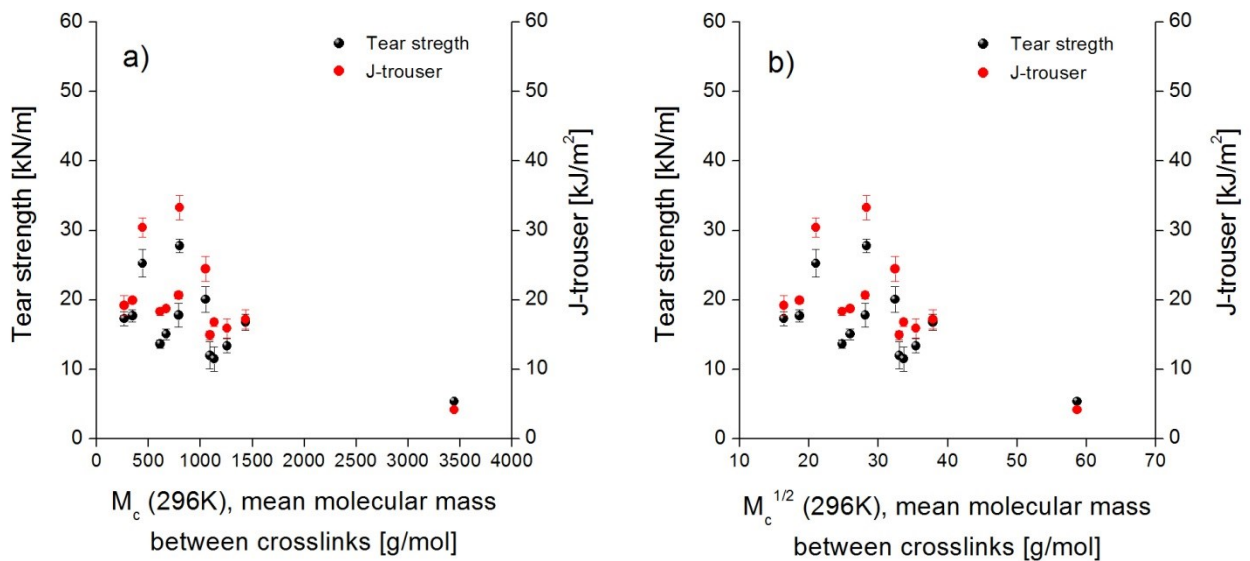 a)
Tear stregth
J-trouser
Tear strength [kN/m]
60
50
40
30
20
10
0
J-trouser [kJ/m²]
60
50
40
30
20
10
0
0 500 1000 1500 2000 2500 3000 3500 4000
M_c (296K), mean molecular mass
between crosslinks [g/mol]
b)
Tear stregth
J-trouser
Tear strength [kN/m]
60
50
40
30
20
10
0
J-trouser [kJ/m²]
60
50
40
30
20
10
0
10 20 30 40 50 60 70
M_c^1/2 (296K), mean molecular mass
between crosslinks [g/mol]